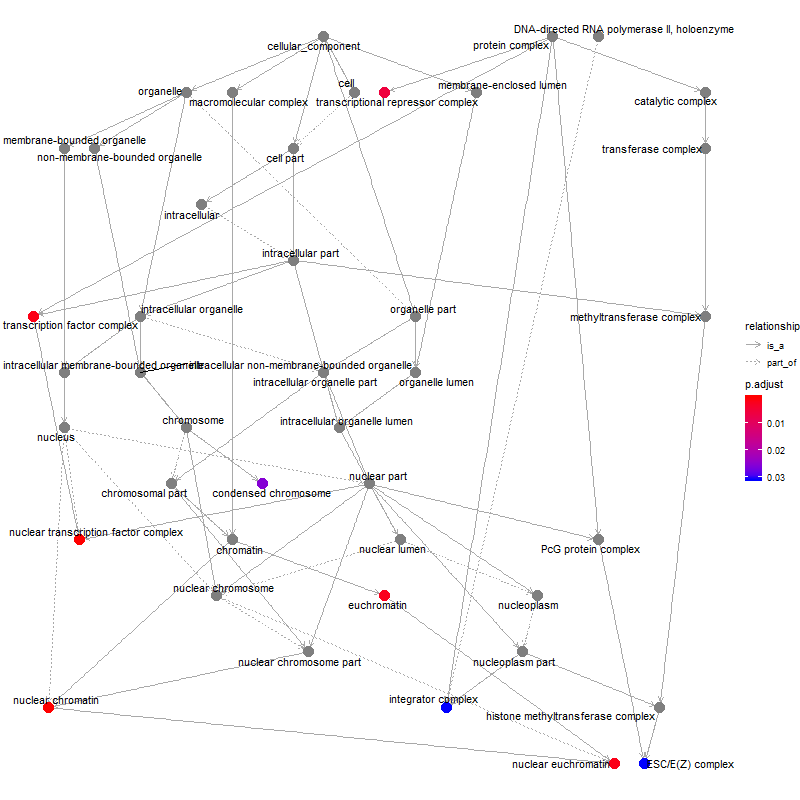 DNA-directed RNA polymerase II, holoenzyme
cellular_component
protein complex
organelle
cell
membrane-enclosed lumen
macromolecular complex
transcriptional repressor complex
catalytic complex
membrane-bounded organelle
non-membrane-bounded organelle
cell part
transferase complex
intracellular
intracellular part
transcription factor complex
intracellular organelle
organelle part
methyltransferase complex
relationship
is_a
part_of
p.adjust
0.01
0.02
0.03
intracellular membrane-bounded organelle
intracellular non-membrane-bounded organelle
intracellular organelle part
organelle lumen
nucleus
chromosome
intracellular organelle lumen
chromosomal part
condensed chromosome
nuclear part
nuclear transcription factor complex
chromatin
nuclear lumen
PcG protein complex
nuclear chromosome
euchromatin
nucleoplasm
nuclear chromosome part
nucleoplasm part
nuclear chromatin
integrator complex
histone methyltransferase complex
nuclear euchromatin
ESC/E(Z) complex